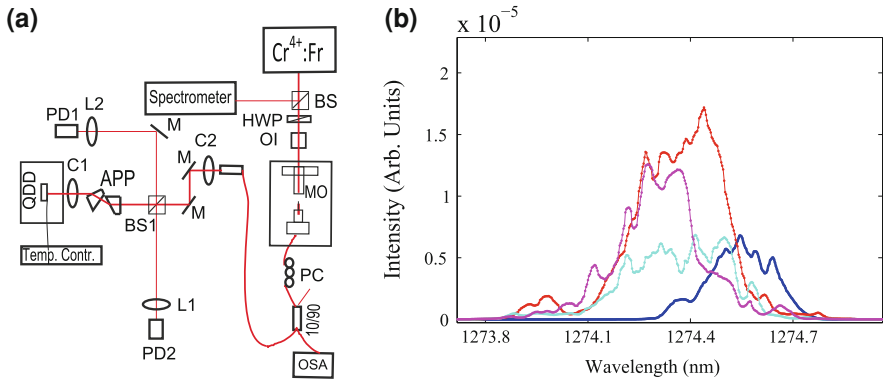 (a)
Cr4+:Fr
Spectrometer
BS
HWP
OI
PD1
L2
M
C1
APP
M
C2
QDD
MO
BS1
M
Temp. Contr.
PC
L1
10/90
PD2
OSA
(b)
x 10−5
Intensity (Arb. Units)
2
1.5
1
0.5
0
1273.8
1274.1
1274.4
1274.7
Wavelength (nm)